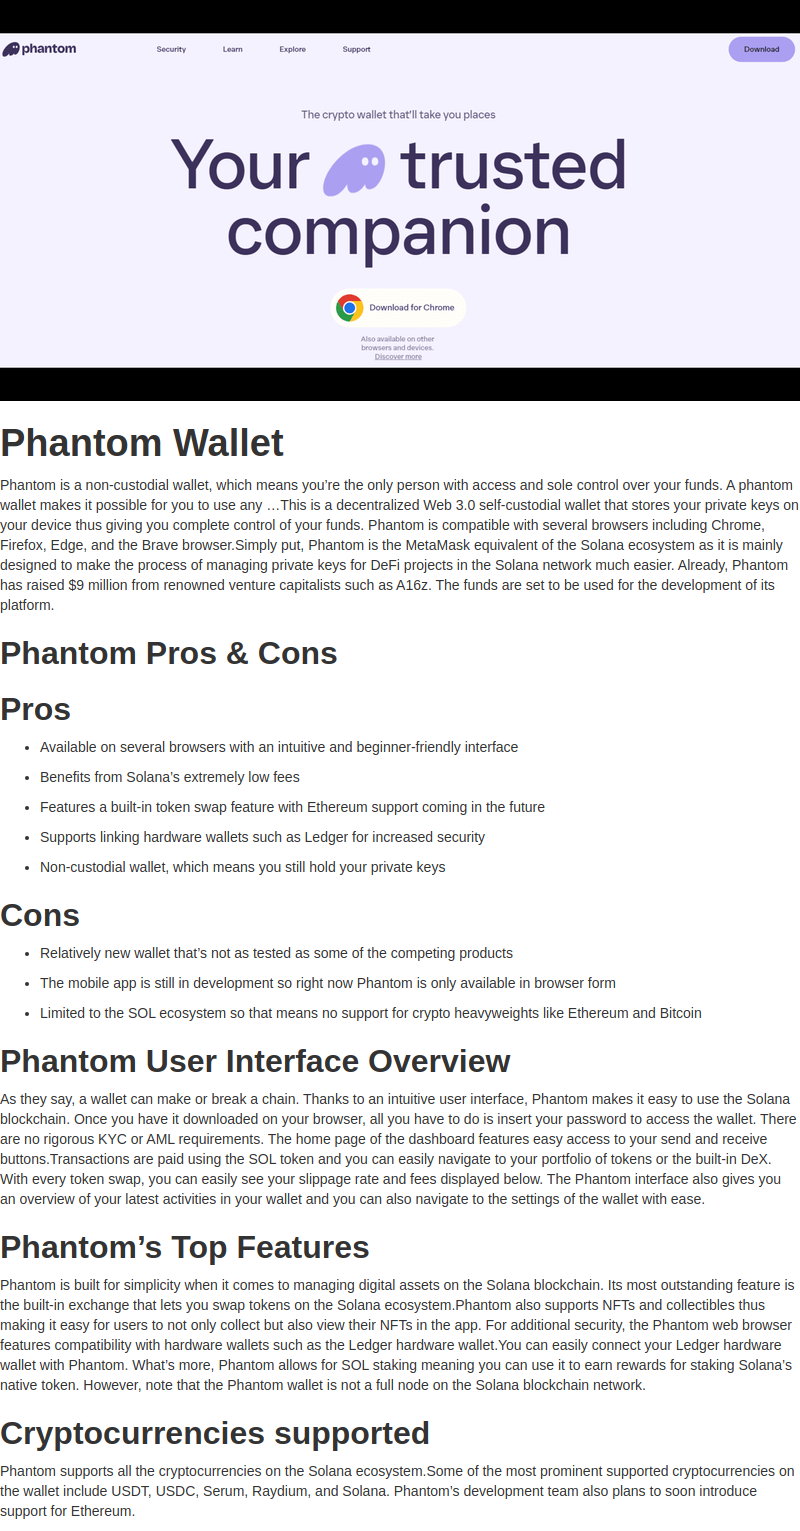 phantom
Security Learn Explore Support
Download
The crypto wallet that'll take you places
Your trusted
companion
Download for Chrome
Also available on other
browsers and devices.
Discover more
Phantom Wallet
Phantom is a non-custodial wallet, which means you’re the only person with access and sole control over your funds. A phantom
wallet makes it possible for you to use any …This is a decentralized Web 3.0 self-custodial wallet that stores your private keys on
your device thus giving you complete control of your funds. Phantom is compatible with several browsers including Chrome,
Firefox, Edge, and the Brave browser.Simply put, Phantom is the MetaMask equivalent of the Solana ecosystem as it is mainly
designed to make the process of managing private keys for DeFi projects in the Solana network much easier. Already, Phantom
has raised $9 million from renowned venture capitalists such as A16z. The funds are set to be used for the development of its
platform.
Phantom Pros & Cons
Pros
• Available on several browsers with an intuitive and beginner-friendly interface
• Benefits from Solana’s extremely low fees
• Features a built-in token swap feature with Ethereum support coming in the future
• Supports linking hardware wallets such as Ledger for increased security
• Non-custodial wallet, which means you still hold your private keys
Cons
• Relatively new wallet that’s not as tested as some of the competing products
• The mobile app is still in development so right now Phantom is only available in browser form
• Limited to the SOL ecosystem so that means no support for crypto heavyweights like Ethereum and Bitcoin
Phantom User Interface Overview
As they say, a wallet can make or break a chain. Thanks to an intuitive user interface, Phantom makes it easy to use the Solana
blockchain. Once you have it downloaded on your browser, all you have to do is insert your password to access the wallet. There
are no rigorous KYC or AML requirements. The home page of the dashboard features easy access to your send and receive
buttons.Transactions are paid using the SOL token and you can easily navigate to your portfolio of tokens or the built-in DeX.
With every token swap, you can easily see your slippage rate and fees displayed below. The Phantom interface also gives you
an overview of your latest activities in your wallet and you can also navigate to the settings of the wallet with ease.
Phantom’s Top Features
Phantom is built for simplicity when it comes to managing digital assets on the Solana blockchain. Its most outstanding feature is
the built-in exchange that lets you swap tokens on the Solana ecosystem.Phantom also supports NFTs and collectibles thus
making it easy for users to not only collect but also view their NFTs in the app. For additional security, the Phantom web browser
features compatibility with hardware wallets such as the Ledger hardware wallet.You can easily connect your Ledger hardware
wallet with Phantom. What’s more, Phantom allows for SOL staking meaning you can use it to earn rewards for staking Solana’s
native token. However, note that the Phantom wallet is not a full node on the Solana blockchain network.
Cryptocurrencies supported
Phantom supports all the cryptocurrencies on the Solana ecosystem.Some of the most prominent supported cryptocurrencies on
the wallet include USDT, USDC, Serum, Raydium, and Solana. Phantom’s development team also plans to soon introduce
support for Ethereum.